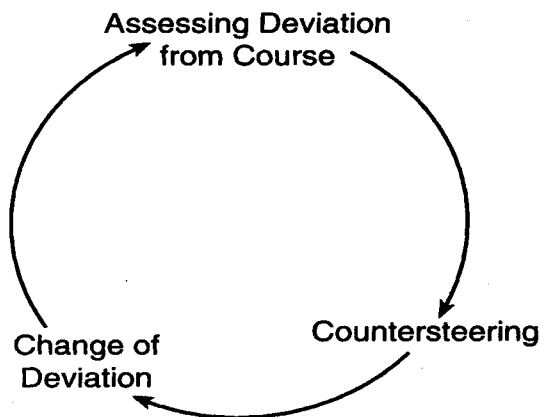 Assessing Deviation
from Course
Countersteering
Change of
Deviation